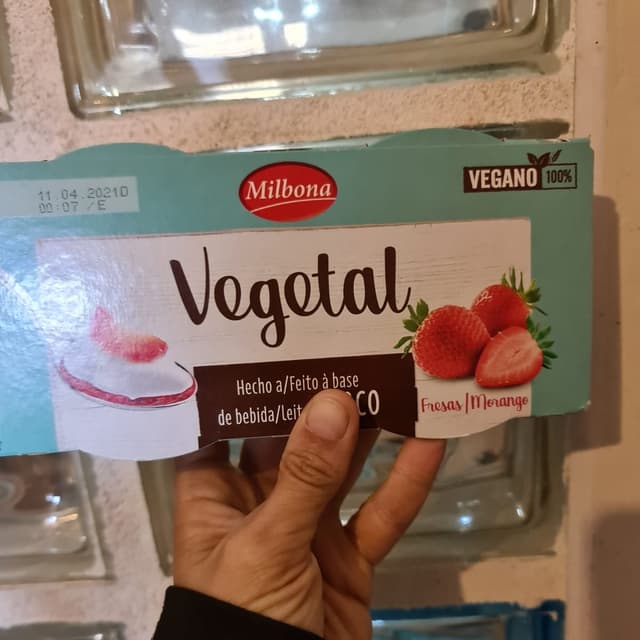 11.04.2021D
00:07 /E
Milbona
VEGANO 100%
Vegetal
Hecho a/Feito à base
de bebida/Leit
CO
Fresas/Morango